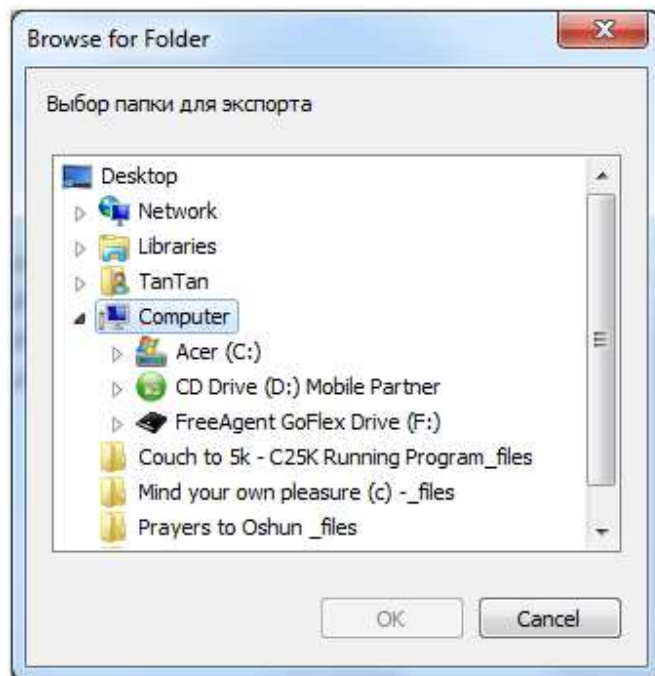 Browse for Folder
Выбор папки для экспорта
Desktop
Network
Libraries
TanTan
Computer
Acer (C:)
CD Drive (D:) Mobile Partner
FreeAgent GoFlex Drive (F:)
Couch to 5k - C25K Running Program_files
Mind your own pleasure (c) -_files
Prayers to Oshun _files
OK
Cancel